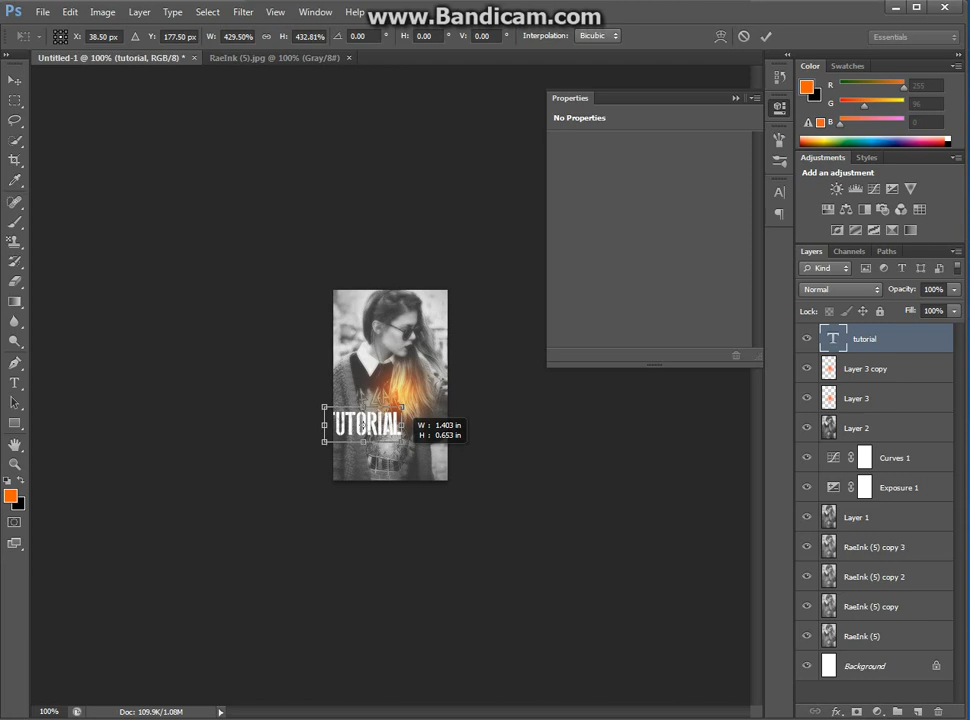 www.Bandicam.com
Ps File Edit Image Layer Type Select Filter View Window Help
X: 38.50 px Y: 177.50 px W: 429.50% H: 432.81% 0.00 ° H: 0.00 ° V: 0.00 ° Interpolation: Bicubic Essentials
Untitled-1 @ 100% (tutorial, RGB/8) * × RaeInk (5).jpg @ 100% (Gray/8#) ×
Properties
No Properties
Color Swatches
R 255
G 96
B 0
Adjustments Styles
Add an adjustment
Layers Channels Paths
Kind
Normal Opacity: 100%
Lock: Fill: 100%
tutorial
Layer 3 copy
Layer 3
Layer 2
Curves 1
Exposure 1
Layer 1
RaeInk (5) copy 3
RaeInk (5) copy 2
RaeInk (5) copy
RaeInk (5)
Background
TUTORIAL
W : 1.403 in
H : 0.653 in
100% Doc: 109.9K/1.08M